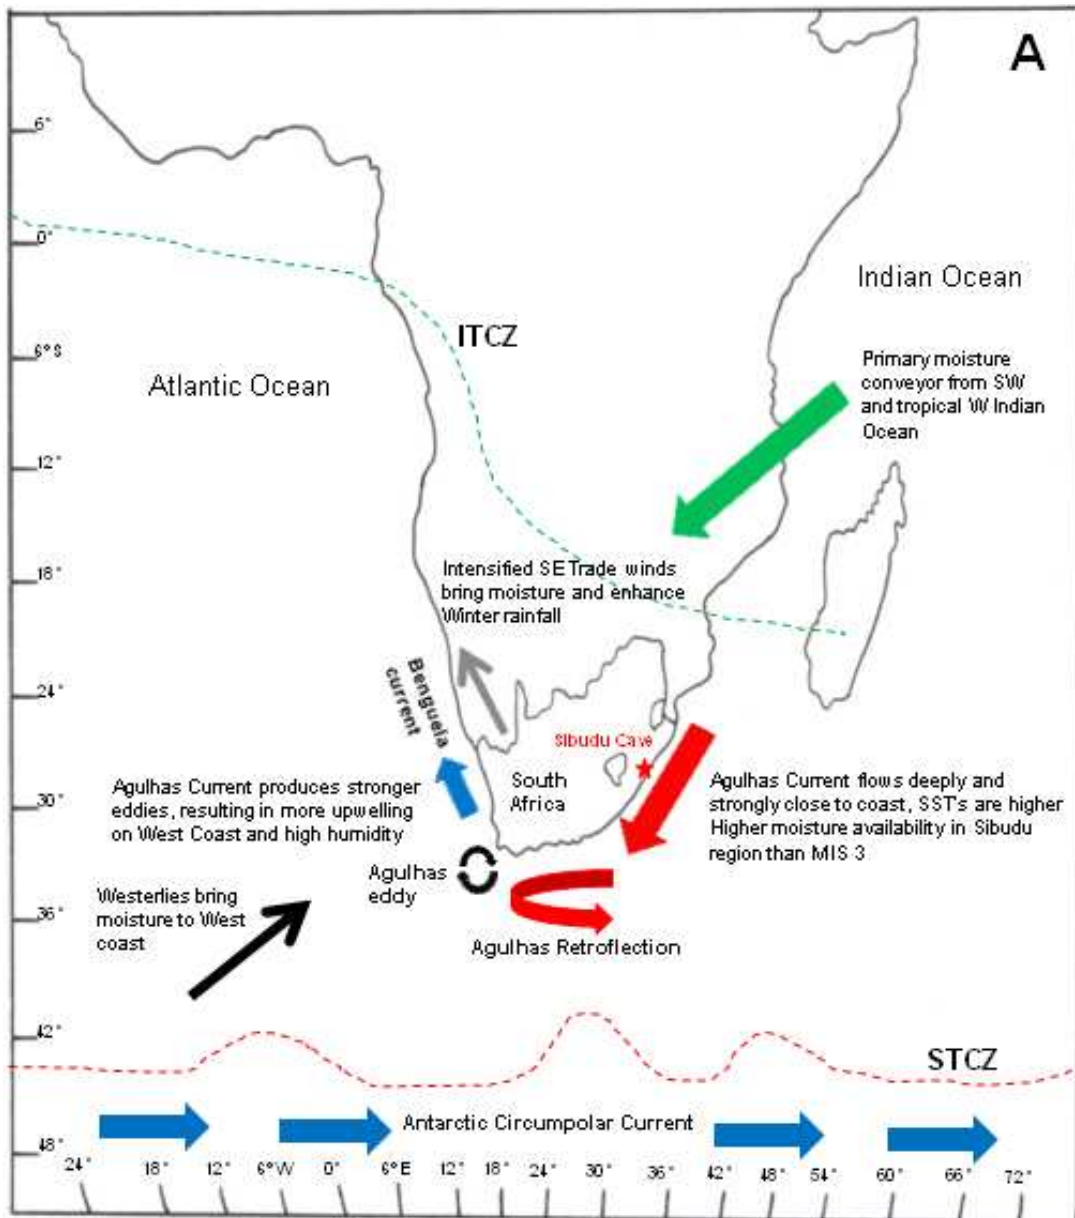 A
6°
0°
Indian Ocean
ITCZ
6°S
Atlantic Ocean
Primary moisture
conveyor from SW
and tropical W Indian
Ocean
12°
18°
Intensified SE Trade winds
bring moisture and enhance
Winter rainfall
24°
Benguela
current
Sibudu Cave
South
Africa
Agulhas Current produces stronger
eddies, resulting in more upwelling
on West Coast and high humidity
Agulhas Current flows deeply and
strongly close to coast, SST's are higher
Higher moisture availability in Sibudu
region than MIS 3
30°
Agulhas
eddy
Westerlies bring
moisture to West
coast
36°
Agulhas Retroflection
42°
STCZ
Antarctic Circumpolar Current
48°
24° 18° 12° 6°W 0° 6°E 12° 18° 24° 30° 36° 42° 48° 54° 60° 66° 72°